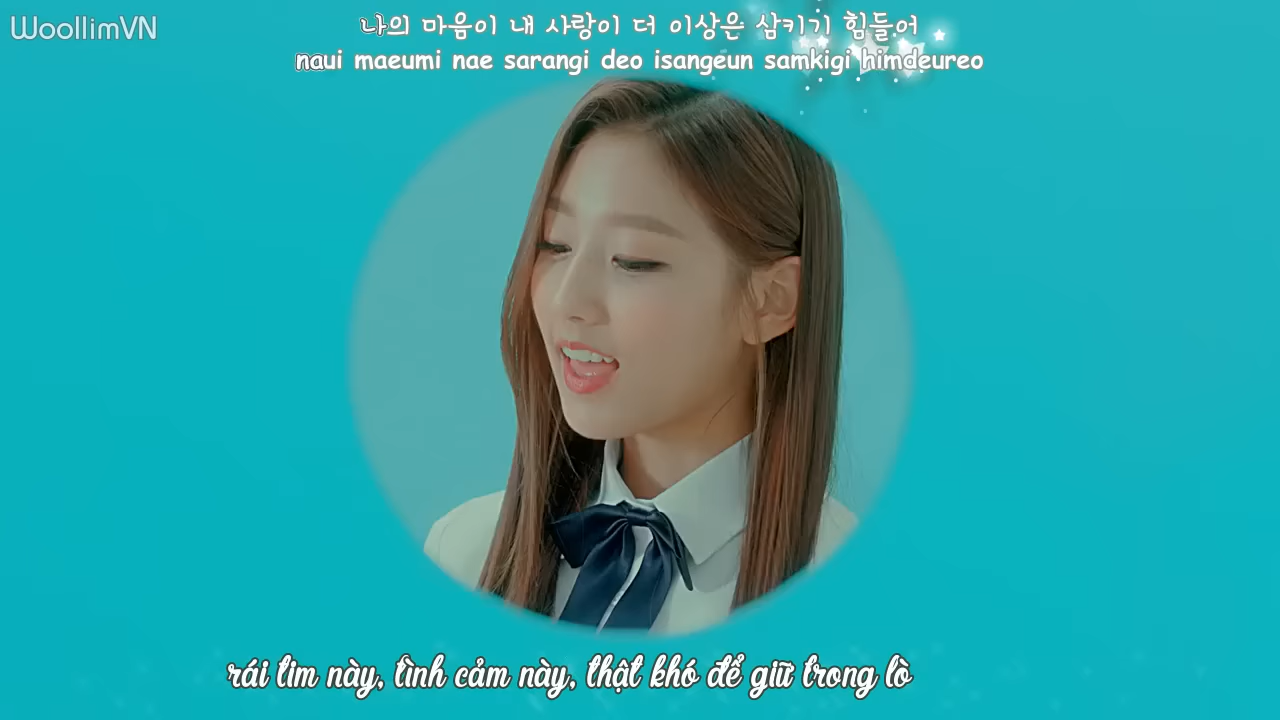 WoollimVN
나의 마음이 내 사랑이 더 이상은 삼키기 힘들어
naui maeumi nae sarangi deo isangeun samkigi himdeureo
rái tim này, tình cảm này, thật khó để giữ trong lò